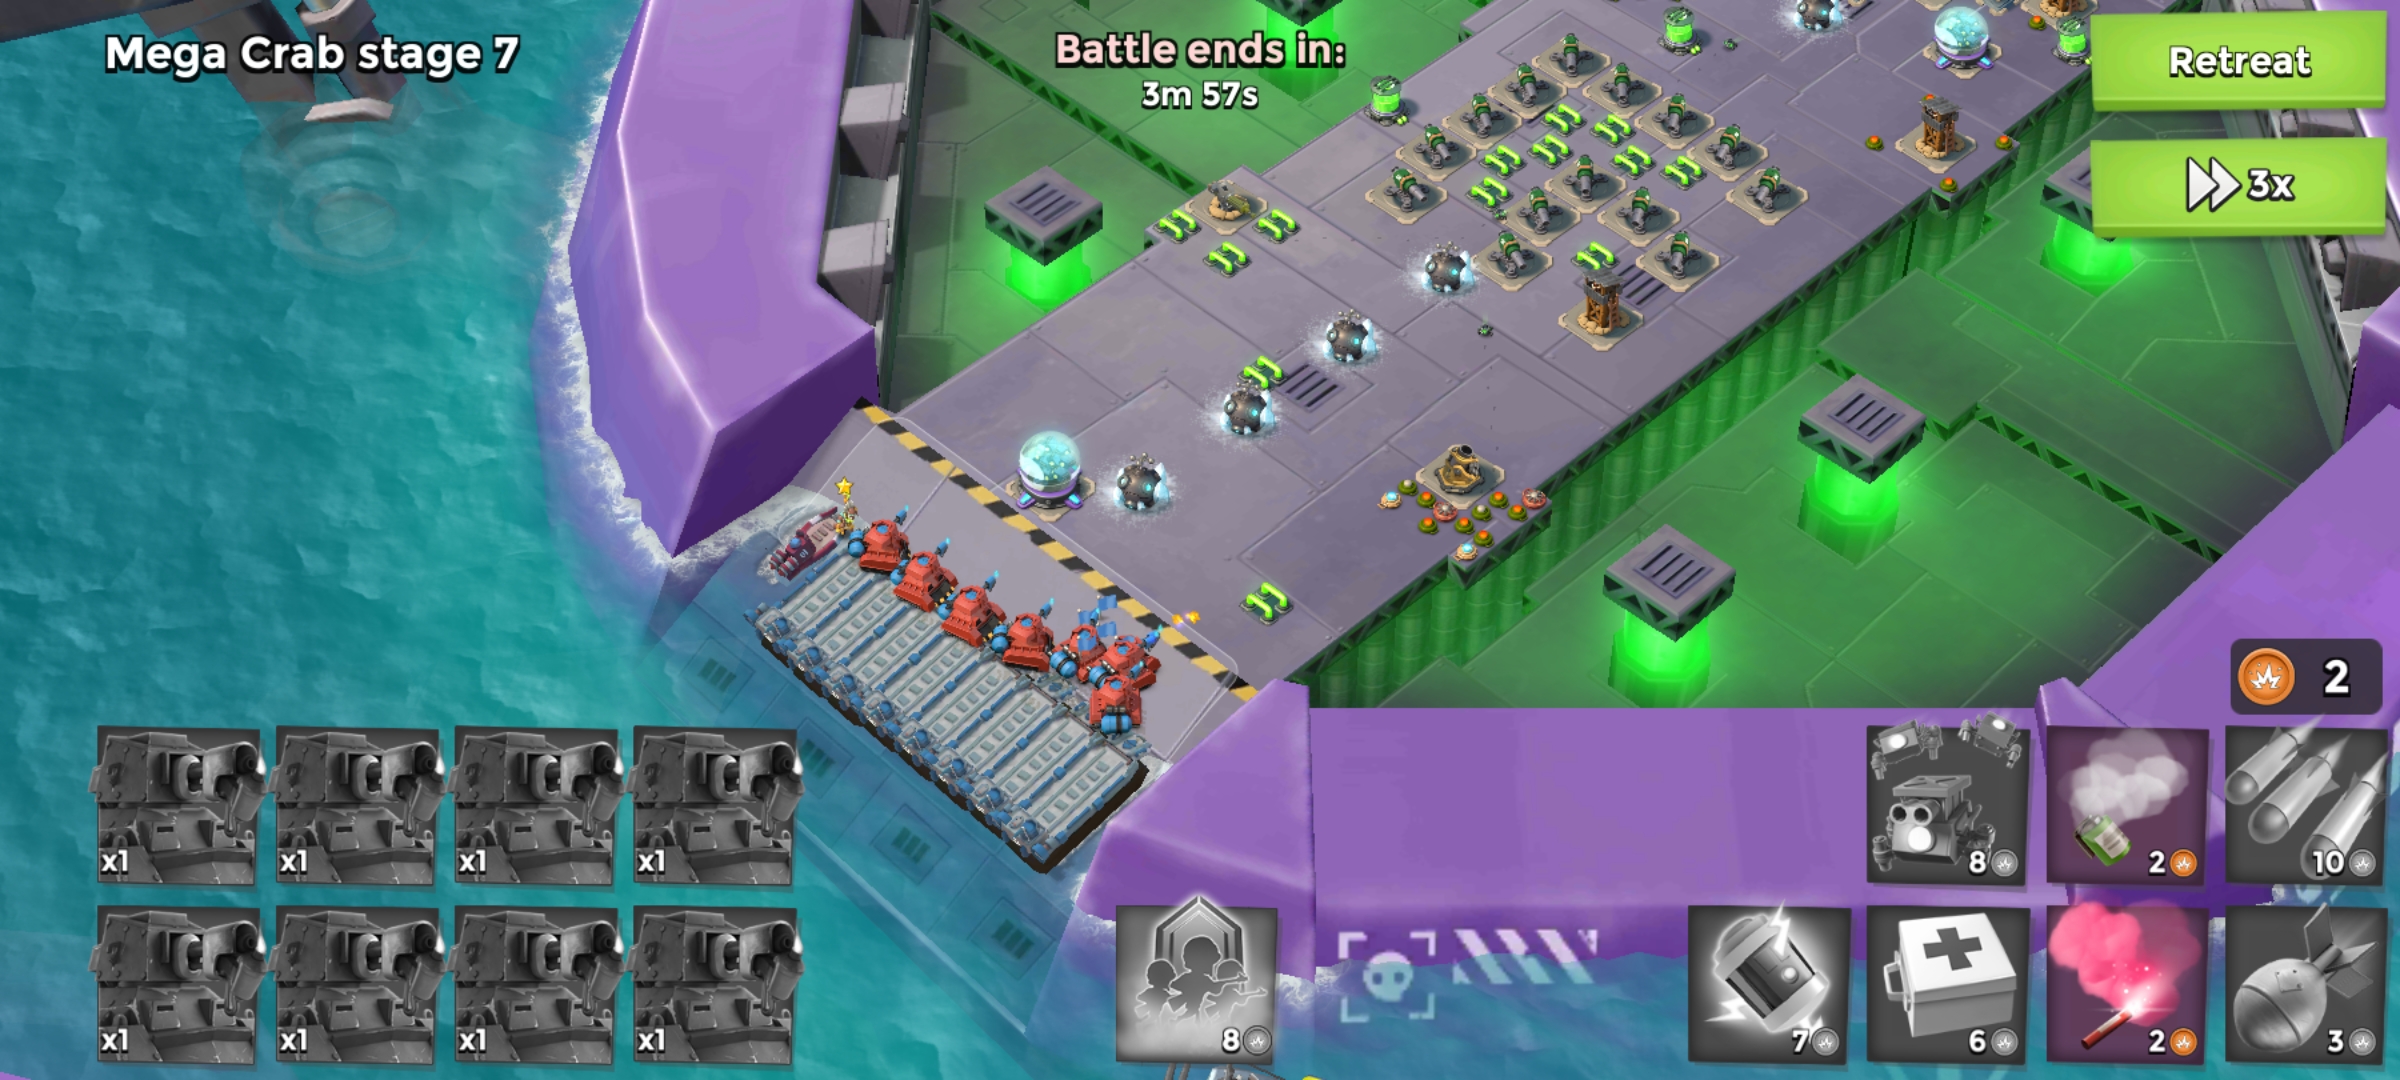 Mega Crab stage 7
Battle ends in:
3m 57s
Retreat
3x
2
x1
x1
x1
x1
8
2
10
x1
x1
x1
x1
8
7
6
2
3